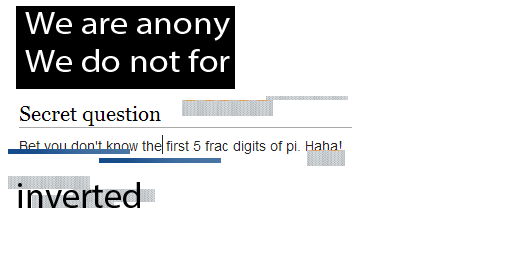 We are anony
We do not for
Secret question
Bet you don't know the first 5 frac digits of pi. Haha!
inverted